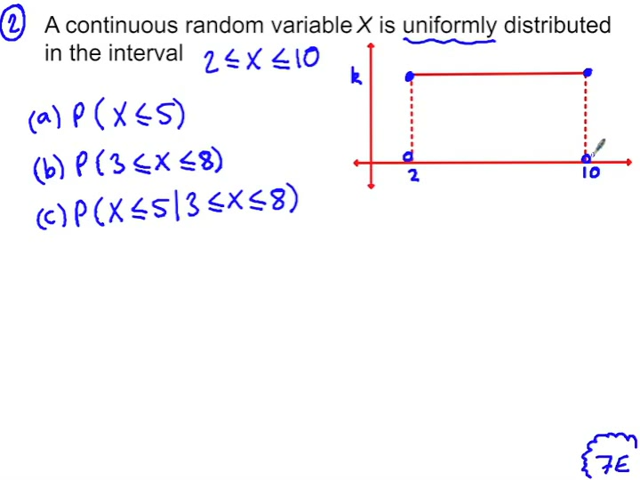 ② A continuous random variable X is uniformly distributed
in the interval 2 ≤ x ≤ 10
k
(a) P(X ≤ 5)
(b) P(3 ≤ X ≤ 8)
2 10
(c) P(X ≤ 5 | 3 ≤ X ≤ 8)
7E